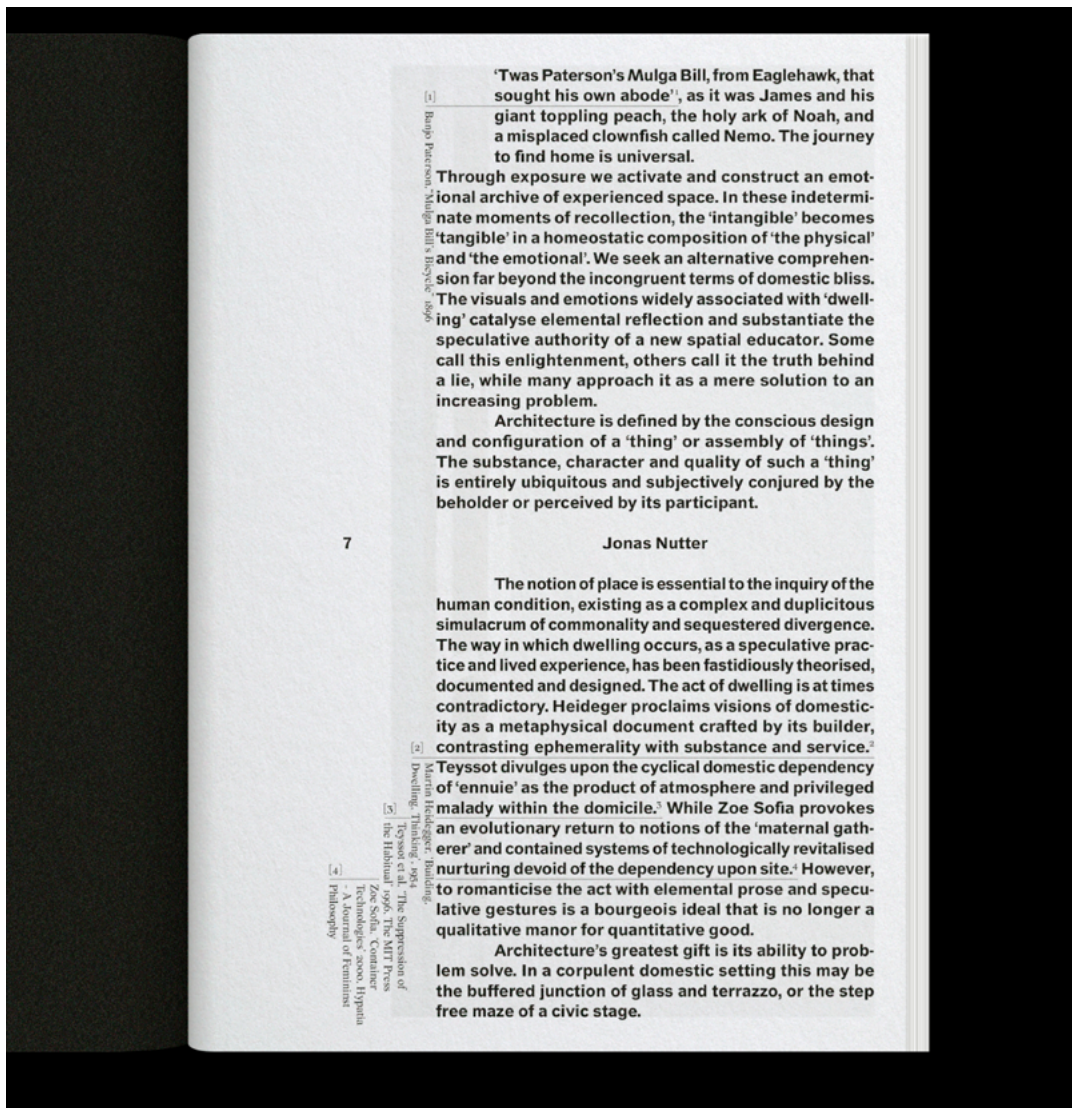 'Twas Paterson's Mulga Bill, from Eaglehawk, that
sought his own abode'¹, as it was James and his
giant toppling peach, the holy ark of Noah, and
a misplaced clownfish called Nemo. The journey
to find home is universal.
Through exposure we activate and construct an emot-
ional archive of experienced space. In these indetermi-
nate moments of recollection, the ‘intangible’ becomes
‘tangible’ in a homeostatic composition of ‘the physical’
and ‘the emotional’. We seek an alternative comprehen-
sion far beyond the incongruent terms of domestic bliss.
The visuals and emotions widely associated with ‘dwell-
ing’ catalyse elemental reflection and substantiate the
speculative authority of a new spatial educator. Some
call this enlightenment, others call it the truth behind
a lie, while many approach it as a mere solution to an
increasing problem.
Architecture is defined by the conscious design
and configuration of a ‘thing’ or assembly of ‘things’.
The substance, character and quality of such a ‘thing’
is entirely ubiquitous and subjectively conjured by the
beholder or perceived by its participant.
[1]
Banjo Paterson, ‘Mulga Bill's Bicycle’ 1896
7
Jonas Nutter
The notion of place is essential to the inquiry of the
human condition, existing as a complex and duplicitous
simulacrum of commonality and sequestered divergence.
The way in which dwelling occurs, as a speculative prac-
tice and lived experience, has been fastidiously theorised,
documented and designed. The act of dwelling is at times
contradictory. Heideger proclaims visions of domestic-
ity as a metaphysical document crafted by its builder,
contrasting ephemerality with substance and service.²
Teyssot divulges upon the cyclical domestic dependency
of ‘ennuie’ as the product of atmosphere and privileged
malady within the domicile.³ While Zoe Sofia provokes
an evolutionary return to notions of the ‘maternal gath-
erer’ and contained systems of technologically revitalised
nurturing devoid of the dependency upon site.⁴ However,
to romanticise the act with elemental prose and specu-
lative gestures is a bourgeois ideal that is no longer a
qualitative manor for quantitative good.
Architecture's greatest gift is its ability to prob-
lem solve. In a corpulent domestic setting this may be
the buffered junction of glass and terrazzo, or the step
free maze of a civic stage.
[2]
Martin Heidegger, ‘Building,
Dwelling, Thinking’, 1954
[3]
Teyssot et al. ‘The Suppression of
the Habitual’ 1996, The MIT Press
[4]
Zoe Sofia, ‘Container
Technologies’ 2000, Hypatia
- A Journal of Femininst
Philosophy